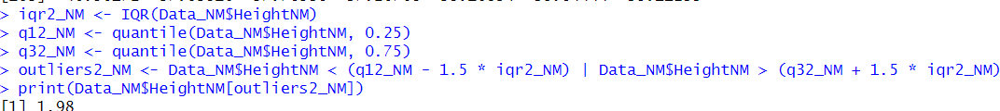 > iqr2_NM <- IQR(Data_NM$HeightNM)
> q12_NM <- quantile(Data_NM$HeightNM, 0.25)
> q32_NM <- quantile(Data_NM$HeightNM, 0.75)
> outliers2_NM <- Data_NM$HeightNM < (q12_NM - 1.5 * iqr2_NM) | Data_NM$HeightNM > (q32_NM + 1.5 * iqr2_NM)
> print(Data_NM$HeightNM[outliers2_NM])
[1] 1.98